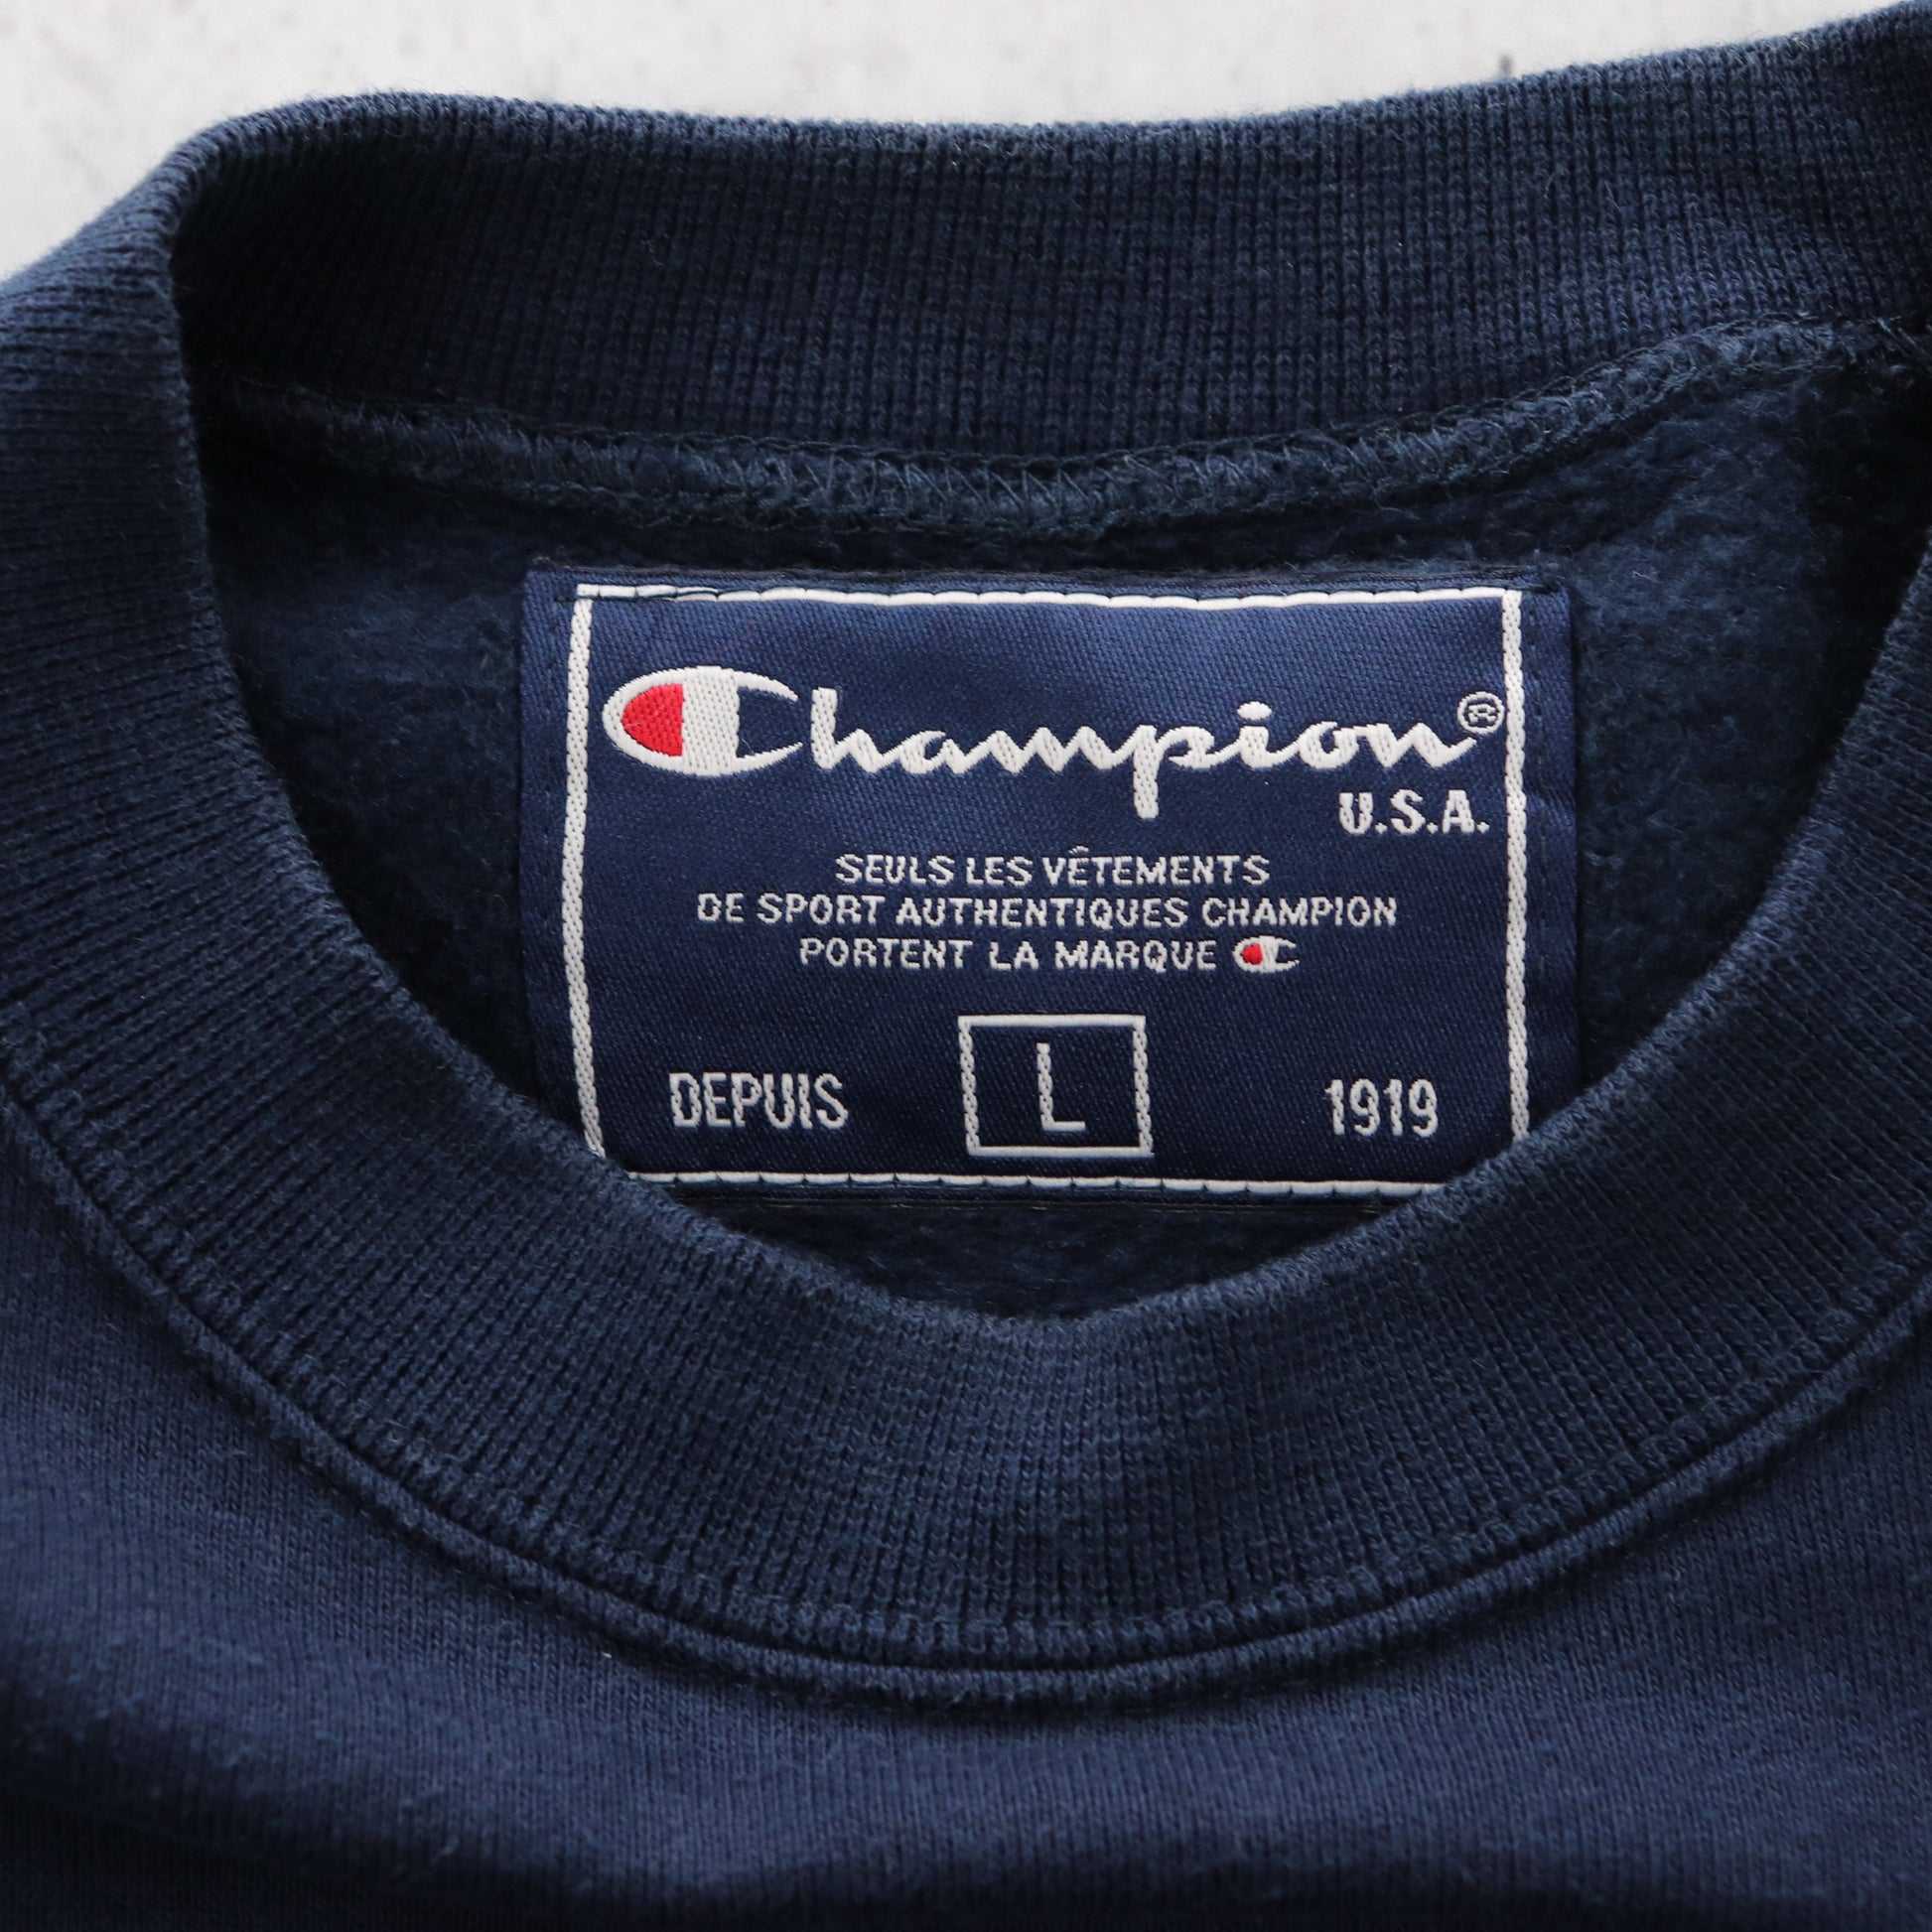 Champion®
U.S.A.
SEULS LES VÊTEMENTS
DE SPORT AUTHENTIQUES CHAMPION
PORTENT LA MARQUE C
DEPUIS L 1919